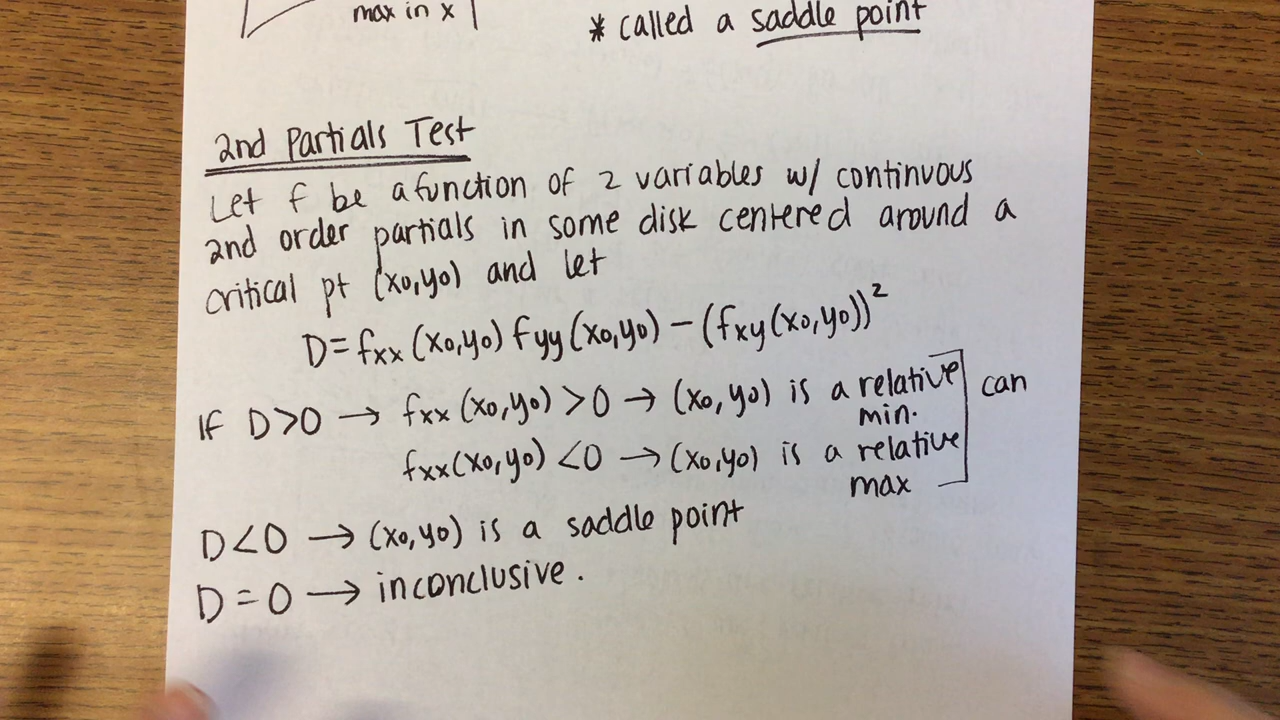 max in x
* called a saddle point
2nd Partials Test
Let f be a function of 2 variables w/ continuous
2nd order partials in some disk centered around a
critical pt (x0,y0) and let
D=fxx(x0,y0)fyy(x0,y0)-(fxy(x0,y0))²
If D>0 → fxx(x0,y0)>0 → (x0,y0) is a relative min. can
fxx(x0,y0)<0 → (x0,y0) is a relative max
D<0 → (x0,y0) is a saddle point
D=0 → inconclusive.